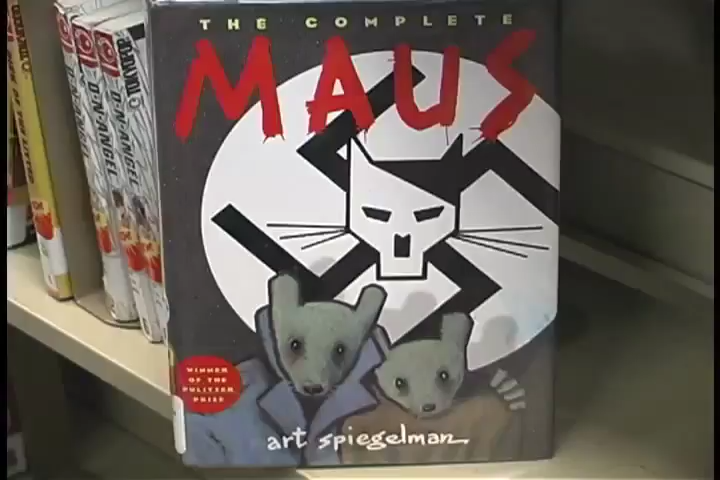 THE COMPLETE
MAUS
WINNER
OF THE
PULITZER
PRIZE
art spiegelman
D·N·ANGEL
D·N·ANGEL